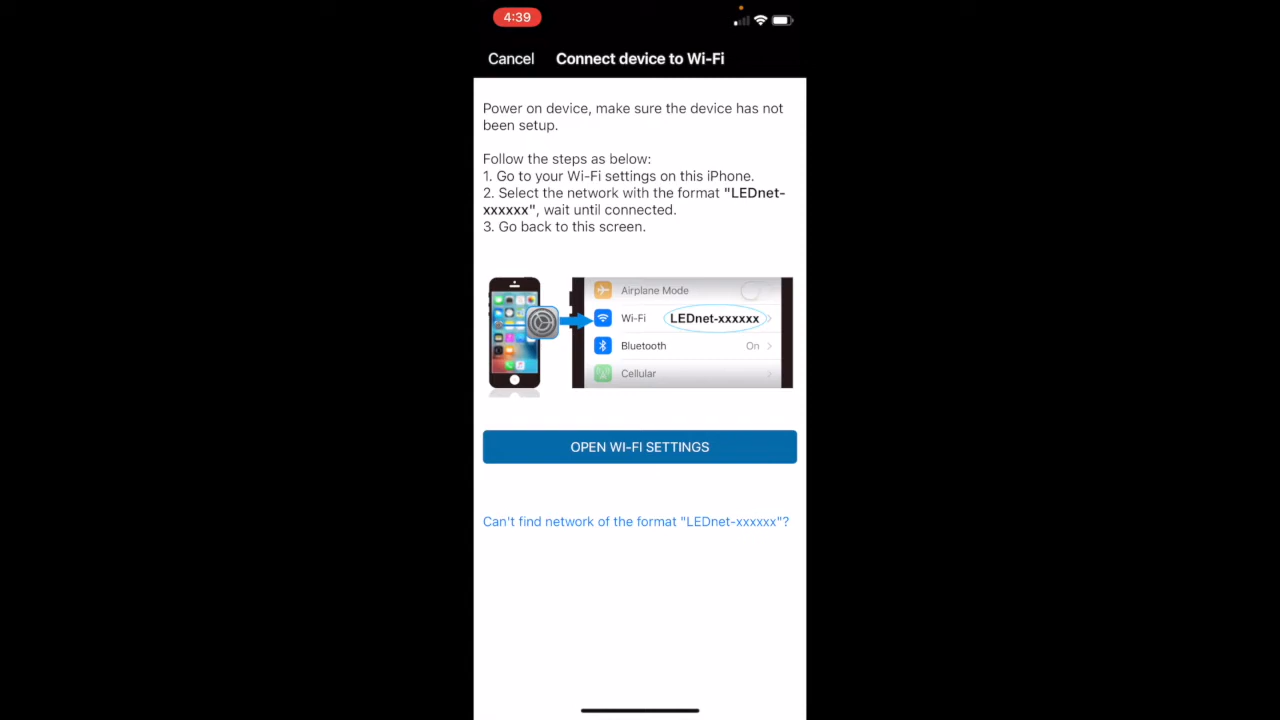 4:39
Cancel Connect device to Wi-Fi
Power on device, make sure the device has not
been setup.
Follow the steps as below:
1. Go to your Wi-Fi settings on this iPhone.
2. Select the network with the format "LEDnet-
xxxxxx", wait until connected.
3. Go back to this screen.
Airplane Mode
Wi-Fi LEDnet-xxxxxx
Bluetooth On
Cellular
OPEN WI-FI SETTINGS
Can't find network of the format "LEDnet-xxxxxx"?